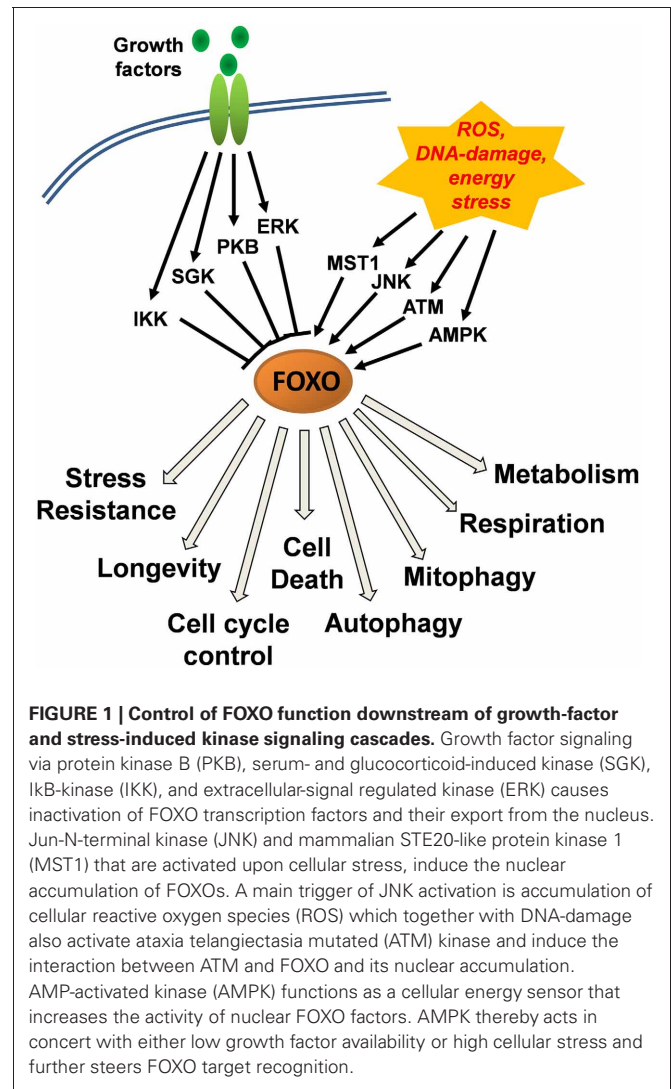 Growth
factors
ROS,
DNA-damage,
energy
stress
ERK
PKB
SGK
IKK
MST1
JNK
ATM
AMPK
FOXO
Stress
Resistance
Longevity
Cell cycle
control
Cell
Death
Autophagy
Mitophagy
Respiration
Metabolism
FIGURE 1 | Control of FOXO function downstream of growth-factor
and stress-induced kinase signaling cascades. Growth factor signaling
via protein kinase B (PKB), serum- and glucocorticoid-induced kinase (SGK),
IkB-kinase (IKK), and extracellular-signal regulated kinase (ERK) causes
inactivation of FOXO transcription factors and their export from the nucleus.
Jun-N-terminal kinase (JNK) and mammalian STE20-like protein kinase 1
(MST1) that are activated upon cellular stress, induce the nuclear
accumulation of FOXOs. A main trigger of JNK activation is accumulation of
cellular reactive oxygen species (ROS) which together with DNA-damage
also activate ataxia telangiectasia mutated (ATM) kinase and induce the
interaction between ATM and FOXO and its nuclear accumulation.
AMP-activated kinase (AMPK) functions as a cellular energy sensor that
increases the activity of nuclear FOXO factors. AMPK thereby acts in
concert with either low growth factor availability or high cellular stress and
further steers FOXO target recognition.